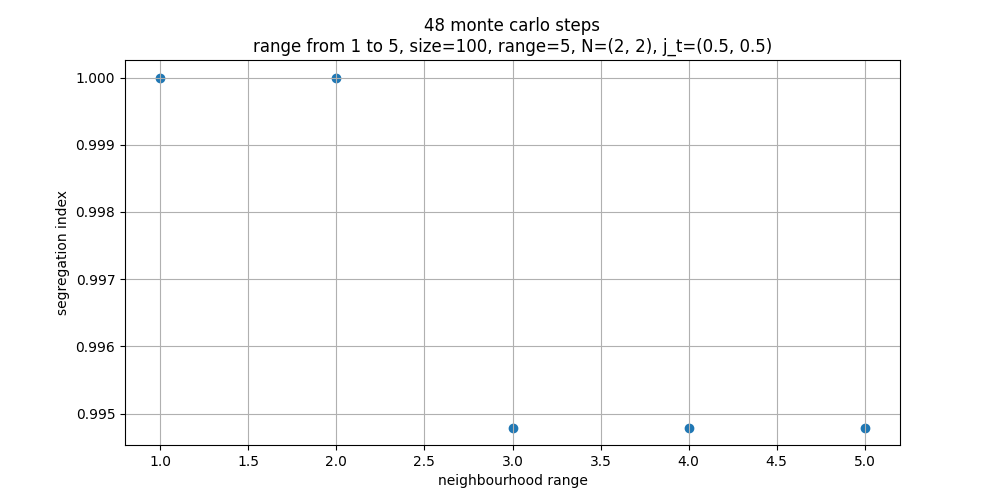 48 monte carlo steps
range from 1 to 5, size=100, range=5, N=(2, 2), j_t=(0.5, 0.5)
1.000
0.999
0.998
0.997
0.996
0.995
segregation index
1.0 1.5 2.0 2.5 3.0 3.5 4.0 4.5 5.0
neighbourhood range